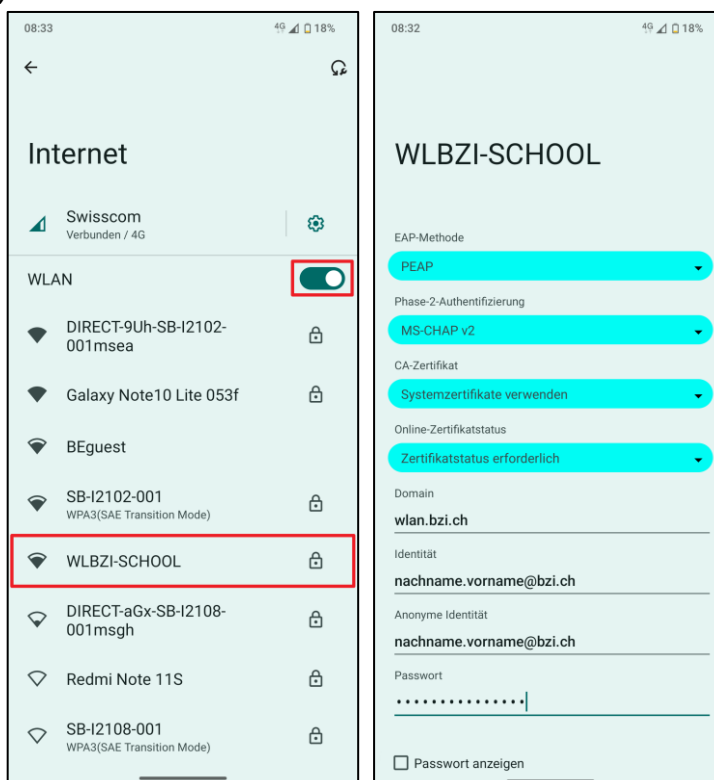 08:33
4G 18%
Internet
Swisscom
Verbunden / 4G
WLAN
DIRECT-9Uh-SB-I2102-
001msea
Galaxy Note10 Lite 053f
BEguest
SB-I2102-001
WPA3(SAE Transition Mode)
WLBZI-SCHOOL
DIRECT-aGx-SB-I2108-
001msgh
Redmi Note 11S
SB-I2108-001
WPA3(SAE Transition Mode)
08:32
4G 18%
WLBZI-SCHOOL
EAP-Methode
PEAP
Phase-2-Authentifizierung
MS-CHAP v2
CA-Zertifikat
Systemzertifikate verwenden
Online-Zertifikatstatus
Zertifikatstatus erforderlich
Domain
wlan.bzi.ch
Identität
nachname.vorname@bzi.ch
Anonyme Identität
nachname.vorname@bzi.ch
Passwort
•••••••••••••••
Passwort anzeigen